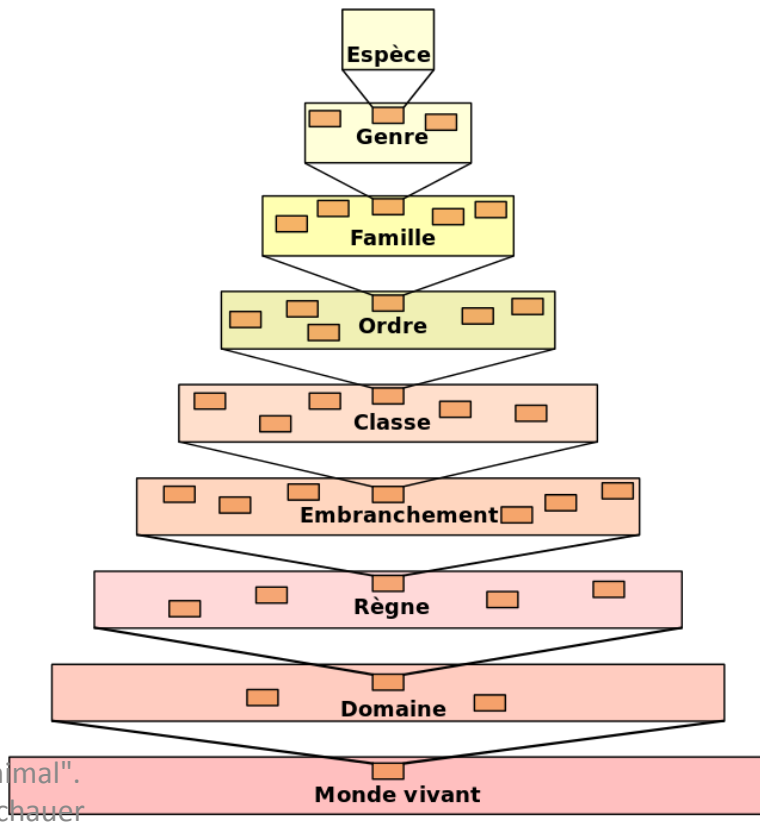 Espèce
Genre
Famille
Ordre
Classe
Embranchement
Règne
Domaine
Monde vivant
imal".
chauer